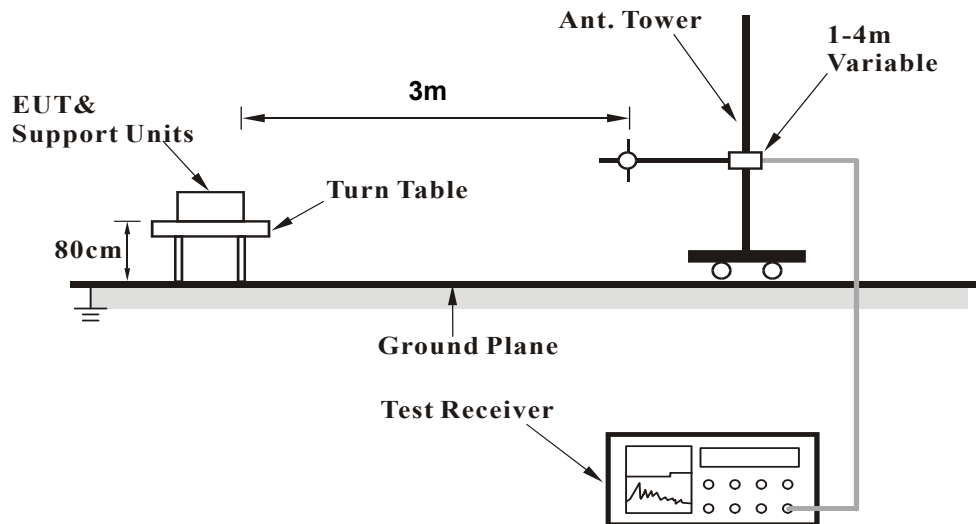 Ant. Tower
1-4m
Variable
3m
EUT&
Support Units
Turn Table
80cm
Ground Plane
Test Receiver